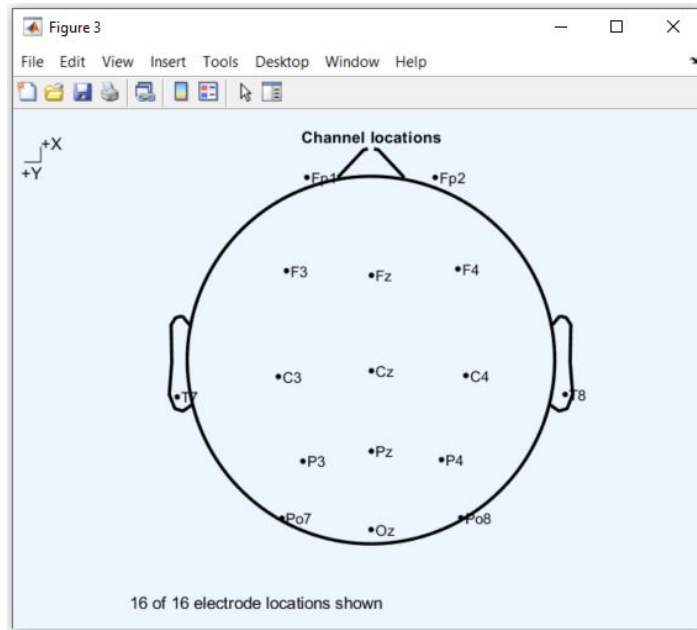 Figure 3
File Edit View Insert Tools Desktop Window Help
Channel locations
+X
+Y
Fp1 Fp2
F3 Fz F4
C3 Cz C4
T7 T8
P3 Pz P4
Po7 Oz Po8
16 of 16 electrode locations shown